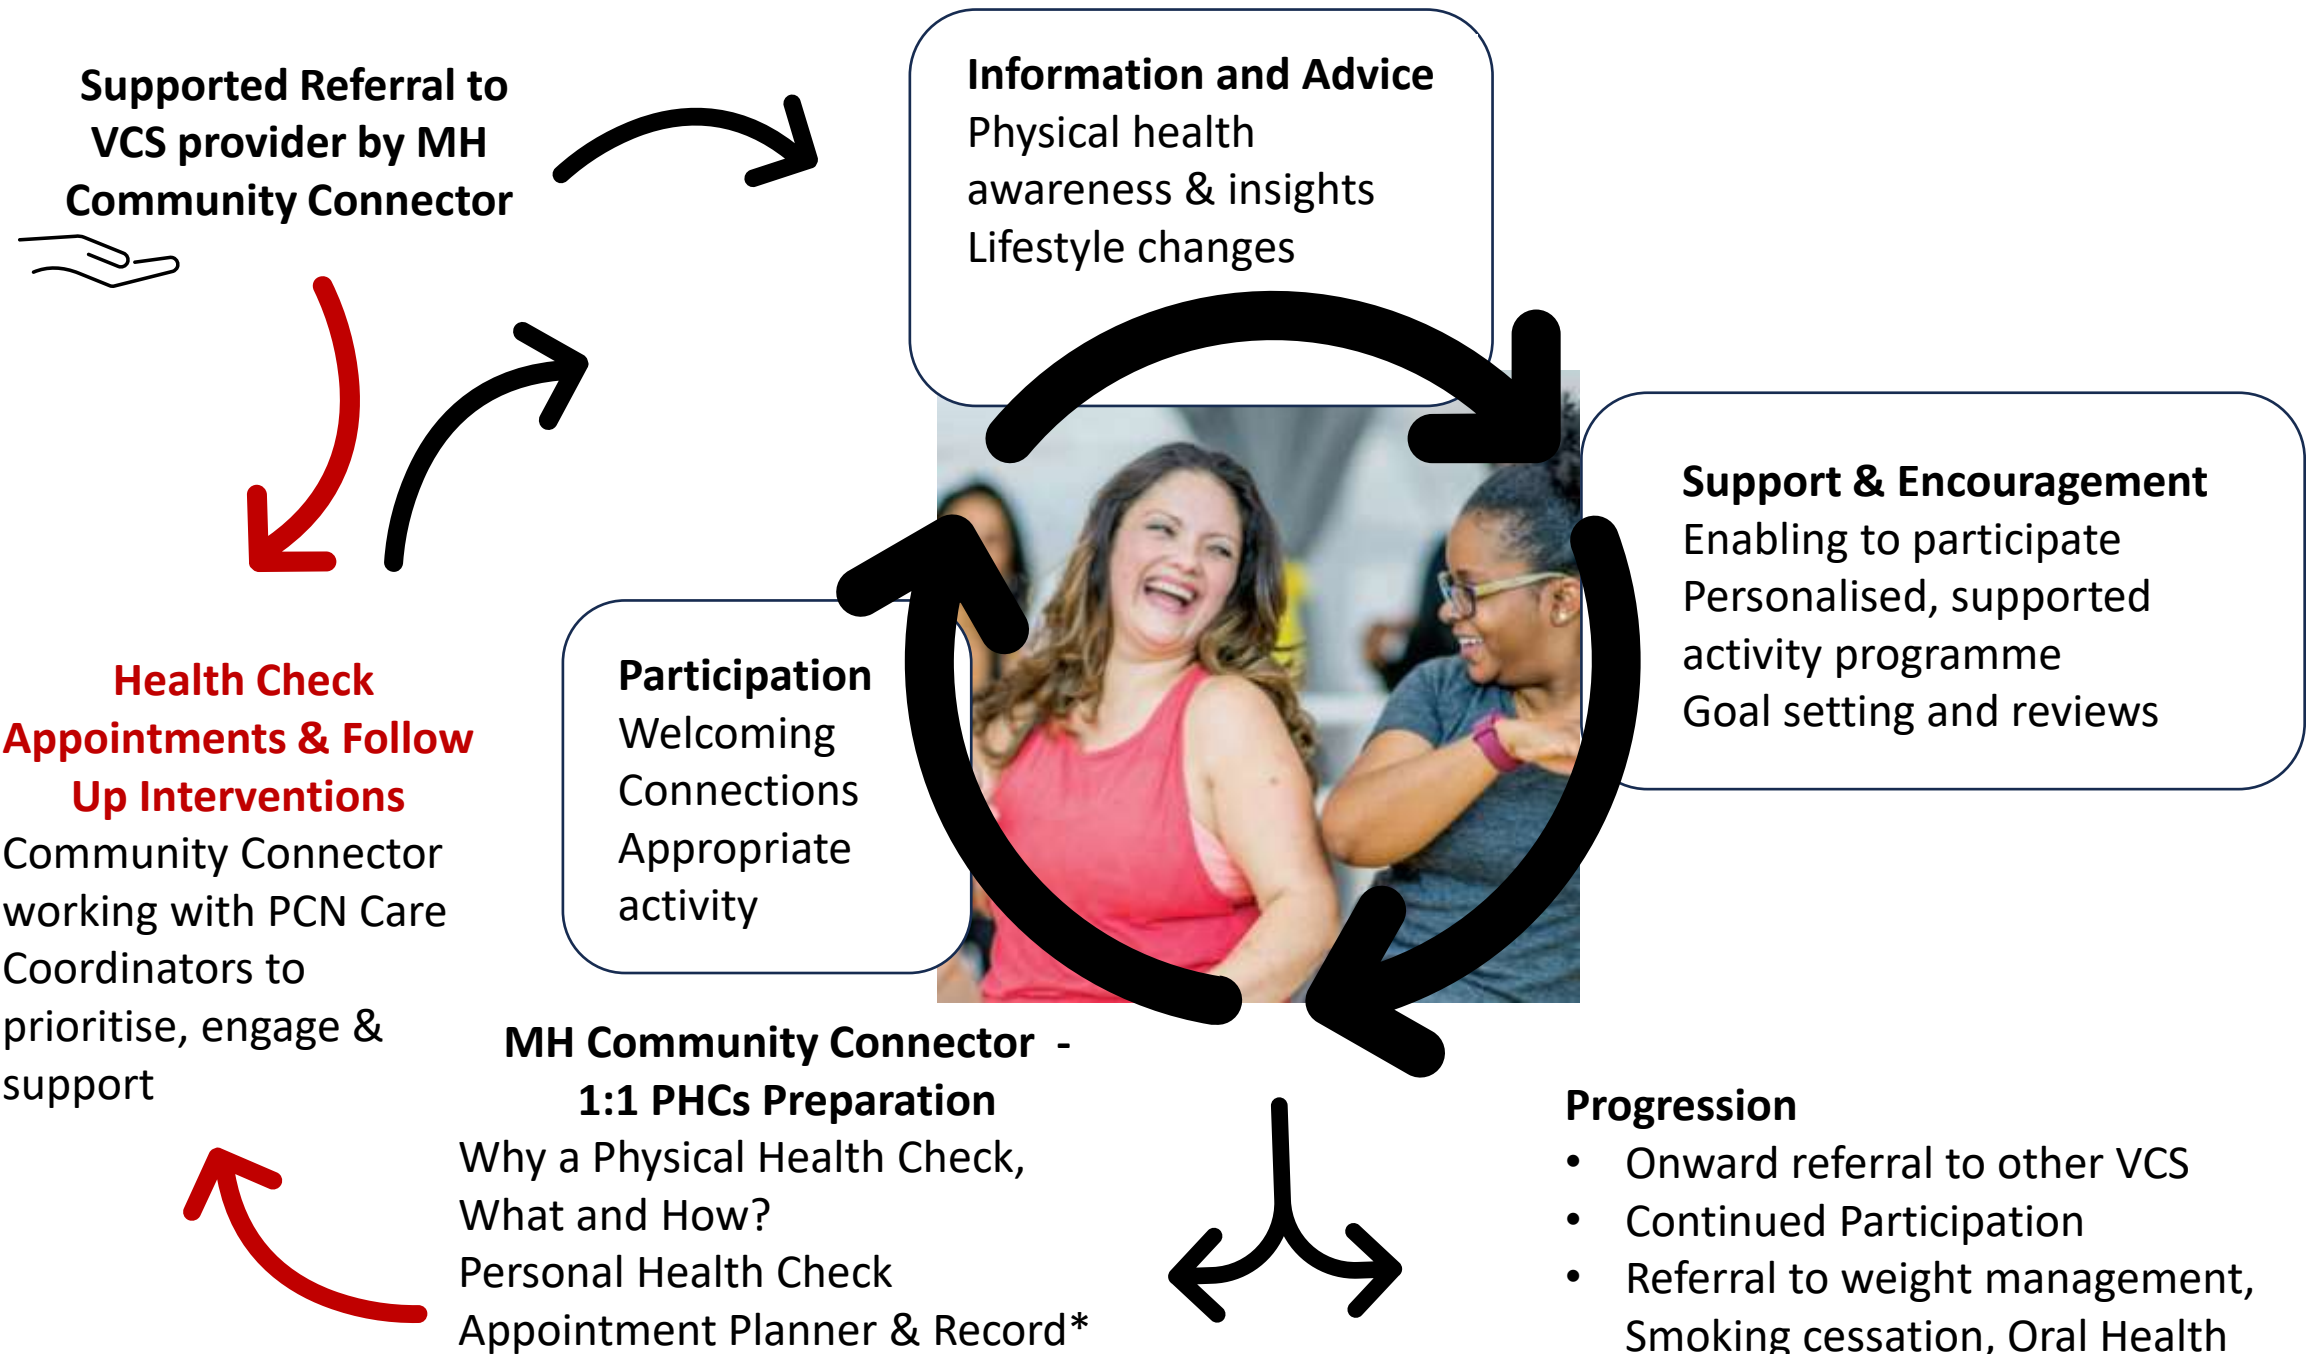 Supported Referral to
VCS provider by MH
Community Connector
Information and Advice
Physical health
awareness & insights
Lifestyle changes
Support & Encouragement
Enabling to participate
Personalised, supported
activity programme
Goal setting and reviews
Participation
Welcoming
Connections
Appropriate
activity
Health Check
Appointments & Follow
Up Interventions
Community Connector
working with PCN Care
Coordinators to
prioritise, engage &
support
MH Community Connector -
1:1 PHCs Preparation
Why a Physical Health Check,
What and How?
Personal Health Check
Appointment Planner & Record*
Progression
• Onward referral to other VCS
• Continued Participation
• Referral to weight management,
Smoking cessation, Oral Health